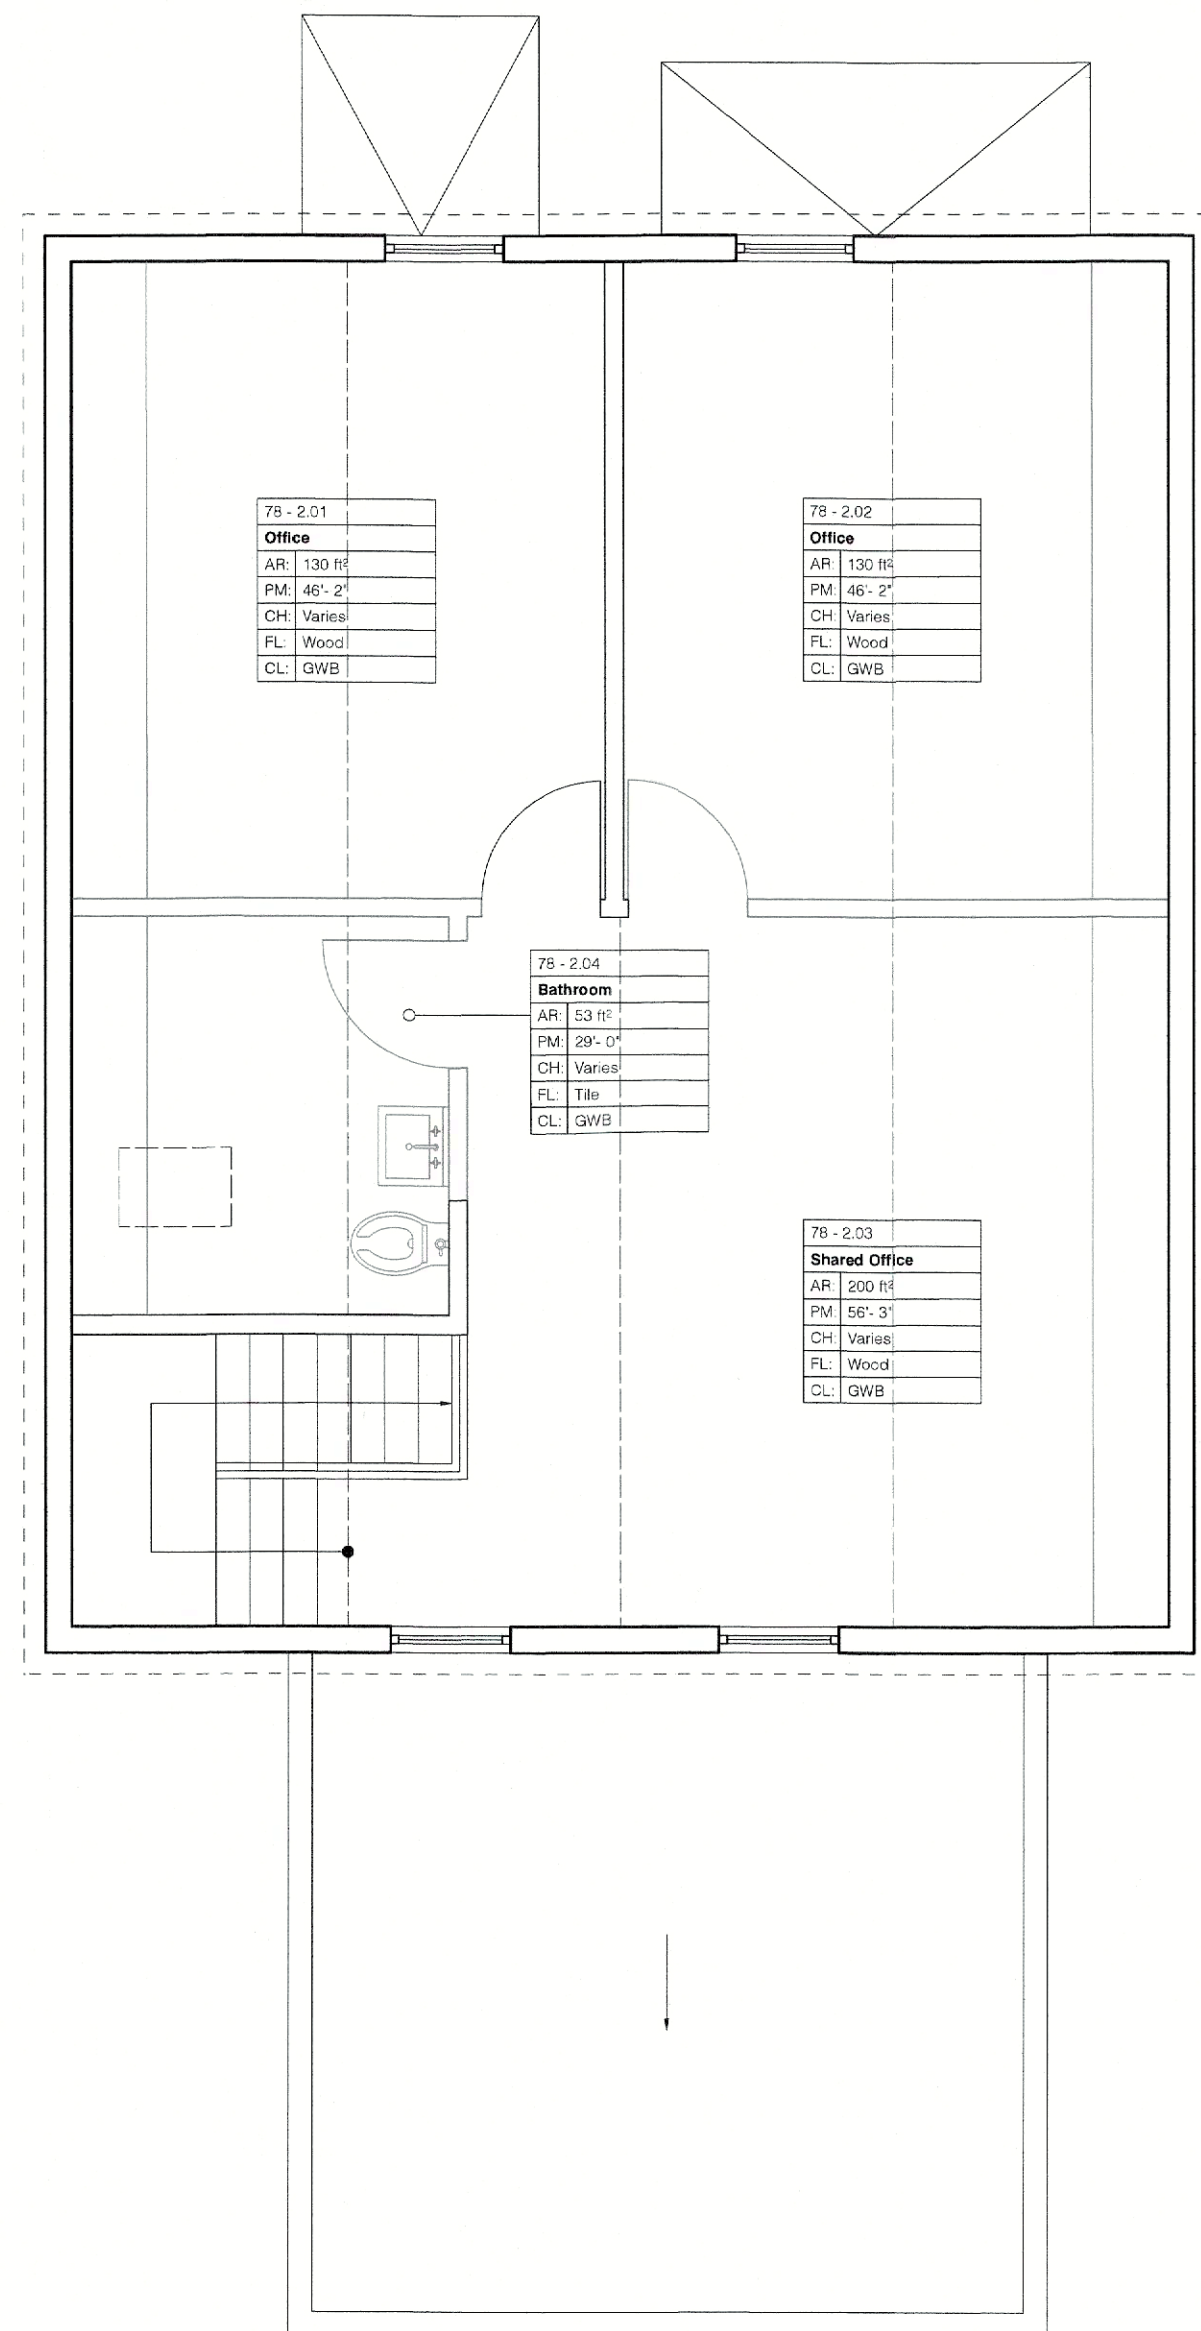 78 - 2.01
Office
AR: 130 ft²
PM: 46'- 2"
CH: Varies
FL: Wood
CL: GWB
78 - 2.02
Office
AR: 130 ft²
PM: 46'- 2"
CH: Varies
FL: Wood
CL: GWB
78 - 2.04
Bathroom
AR: 53 ft²
PM: 29'- 0"
CH: Varies
FL: Tile
CL: GWB
78 - 2.03
Shared Office
AR: 200 ft²
PM: 56'- 3"
CH: Varies
FL: Wood
CL: GWB